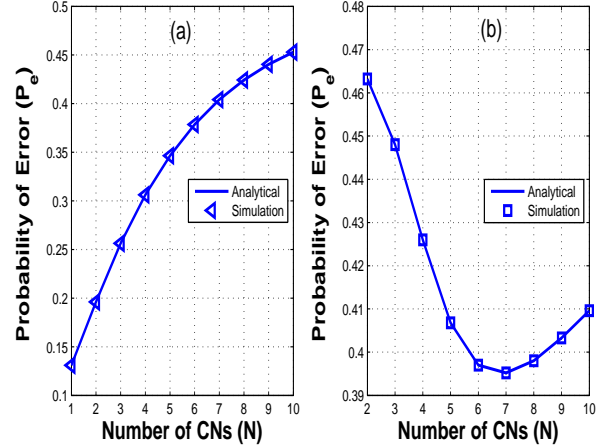 (a)
Probability of Error (P_e)
0.5
0.45
0.4
0.35
0.3
0.25
0.2
0.15
0.1
1 2 3 4 5 6 7 8 9 10
Number of CNs (N)
Analytical
Simulation
(b)
Probability of Error (P_e)
0.48
0.47
0.46
0.45
0.44
0.43
0.42
0.41
0.4
0.39
2 3 4 5 6 7 8 9 10
Number of CNs (N)
Analytical
Simulation